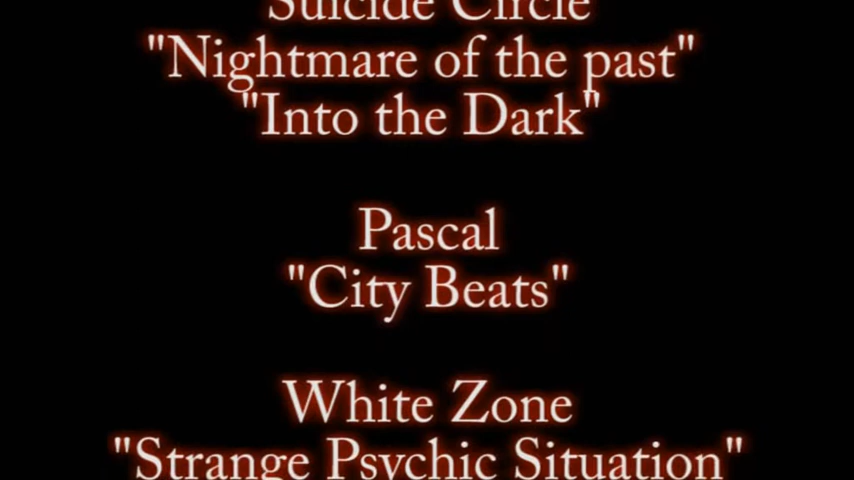 Suicide Circle
"Nightmare of the past"
"Into the Dark"
Pascal
"City Beats"
White Zone
"Strange Psychic Situation"